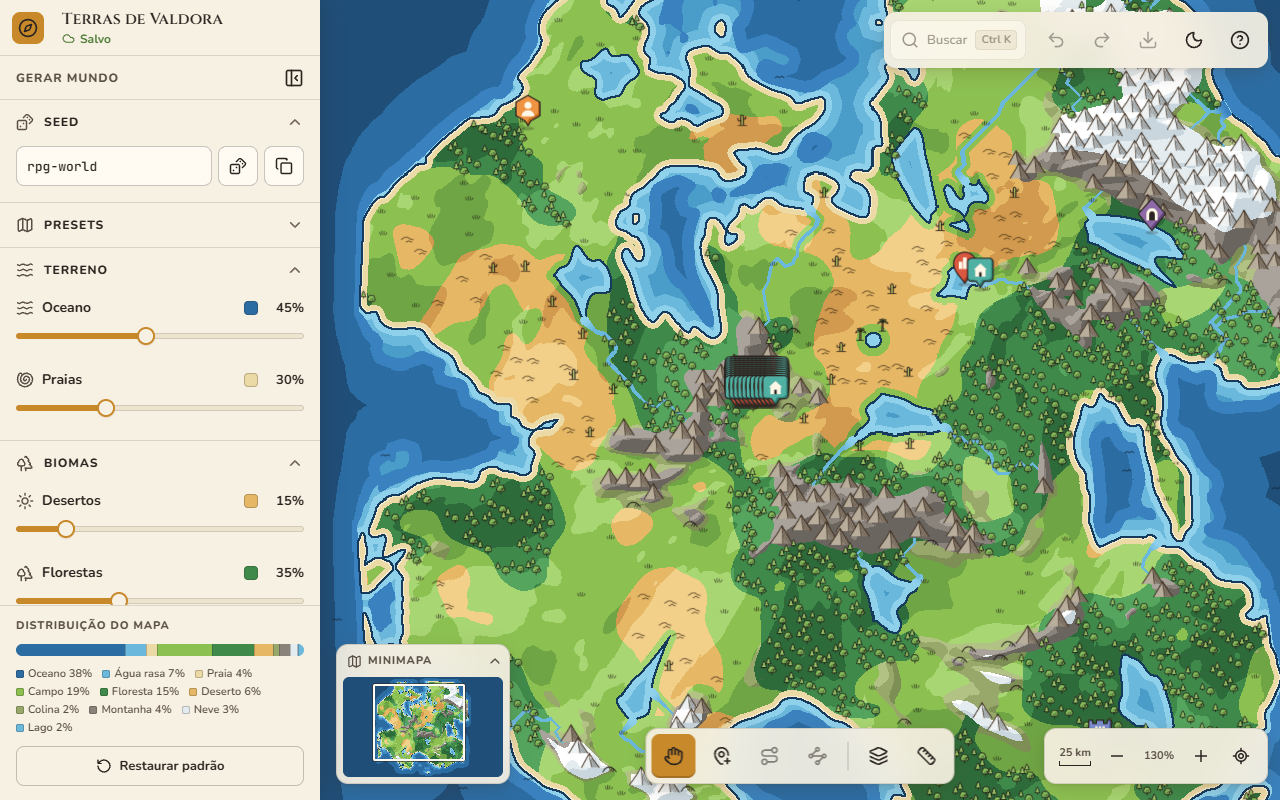 Terras de Valdora
Salvo
GERAR MUNDO
SEED
rpg-world
PRESETS
TERRENO
Oceano 45%
Praias 30%
BIOMAS
Desertos 15%
Florestas 35%
DISTRIBUIÇÃO DO MAPA
Oceano 38% Água rasa 7% Praia 4%
Campo 19% Floresta 15% Deserto 6%
Colina 2% Montanha 4% Neve 3%
Lago 2%
Restaurar padrão
Buscar Ctrl K
MINIMAPA
25 km 130%